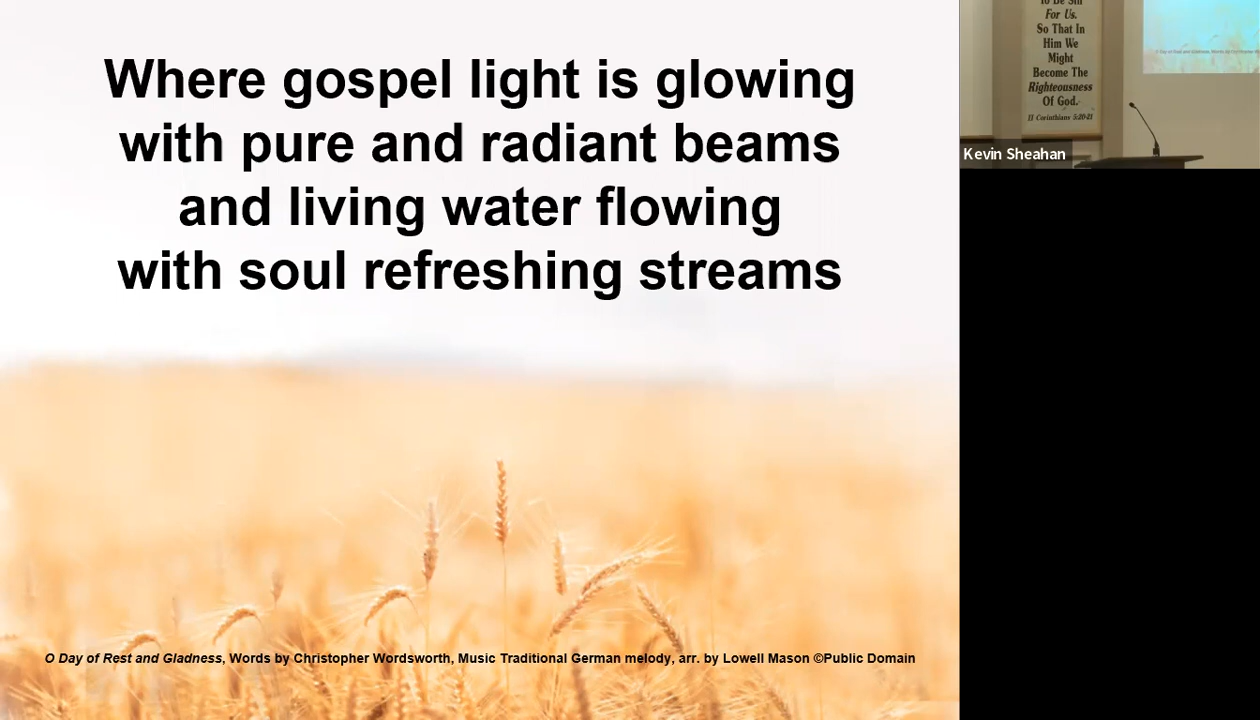 Where gospel light is glowing
with pure and radiant beams
and living water flowing
with soul refreshing streams
O Day of Rest and Gladness, Words by Christopher Wordsworth, Music Traditional German melody, arr. by Lowell Mason ©Public Domain
To Be Sin
For Us.
So That In
Him We
Might
Become The
Righteousness
Of God.
II Corinthians 5:20-21
Kevin Sheahan